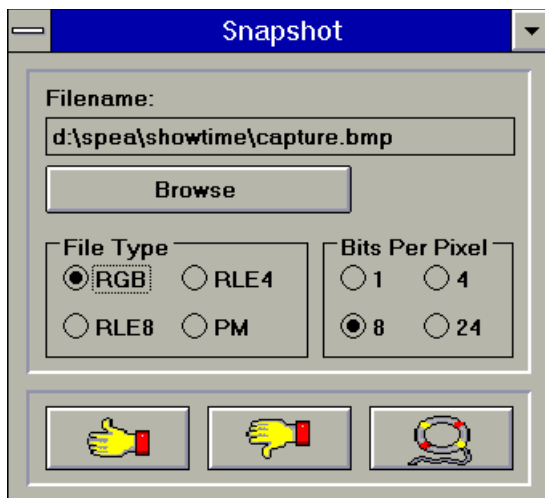 Snapshot
Filename:
d:\spea\showtime\capture.bmp
Browse
File Type
RGB RLE4
RLE8 PM
Bits Per Pixel
1 4
8 24